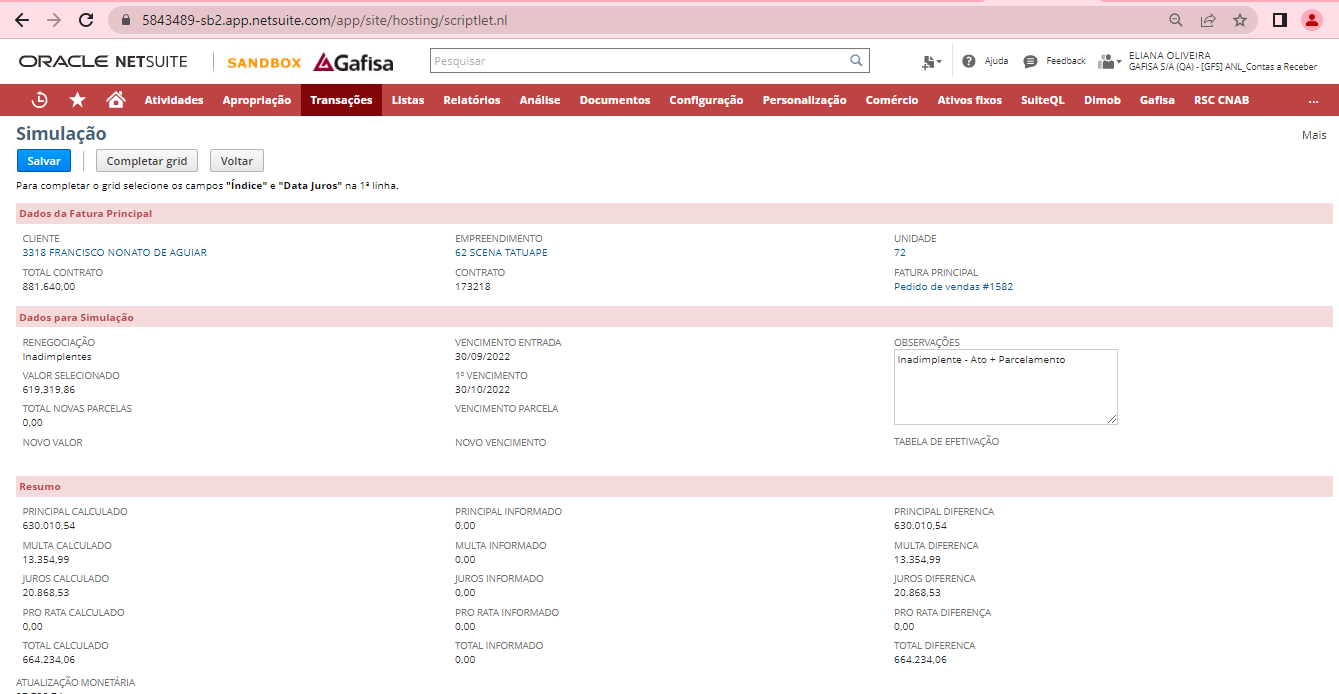 5843489-sb2.app.netsuite.com/app/site/hosting/scriptlet.nl
ORACLE NETSUITE SANDBOX Gafisa Pesquisar Ajuda Feedback ELIANA OLIVEIRA
GAFISA S/A (QA) - [GFS] ANL_Contas a Receber
Atividades Apropriação Transações Listas Relatórios Análise Documentos Configuração Personalização Comércio Ativos fixos SuiteQL Dimob Gafisa RSC CNAB ...
Simulação Mais
Salvar Completar grid Voltar
Para completar o grid selecione os campos "Índice" e "Data Juros" na 1ª linha.
Dados da Fatura Principal
CLIENTE EMPREENDIMENTO UNIDADE
3318 FRANCISCO NONATO DE AGUIAR 62 SCENA TATUAPE 72
TOTAL CONTRATO CONTRATO FATURA PRINCIPAL
881.640,00 173218 Pedido de vendas #1582
Dados para Simulação
RENEGOCIAÇÃO VENCIMENTO ENTRADA OBSERVAÇÕES
Inadimplentes 30/09/2022 Inadimplente - Ato + Parcelamento
VALOR SELECIONADO 1º VENCIMENTO
619.319,86 30/10/2022
TOTAL NOVAS PARCELAS VENCIMENTO PARCELA
0,00
NOVO VALOR NOVO VENCIMENTO TABELA DE EFETIVAÇÃO
Resumo
PRINCIPAL CALCULADO PRINCIPAL INFORMADO PRINCIPAL DIFERENCA
630.010,54 0,00 630.010,54
MULTA CALCULADO MULTA INFORMADO MULTA DIFERENCA
13.354,99 0,00 13.354,99
JUROS CALCULADO JUROS INFORMADO JUROS DIFERENCA
20.868,53 0,00 20.868,53
PRO RATA CALCULADO PRO RATA INFORMADO PRO RATA DIFERENÇA
0,00 0,00 0,00
TOTAL CALCULADO TOTAL INFORMADO TOTAL DIFERENCA
664.234,06 0,00 664.234,06
ATUALIZAÇÃO MONETÁRIA